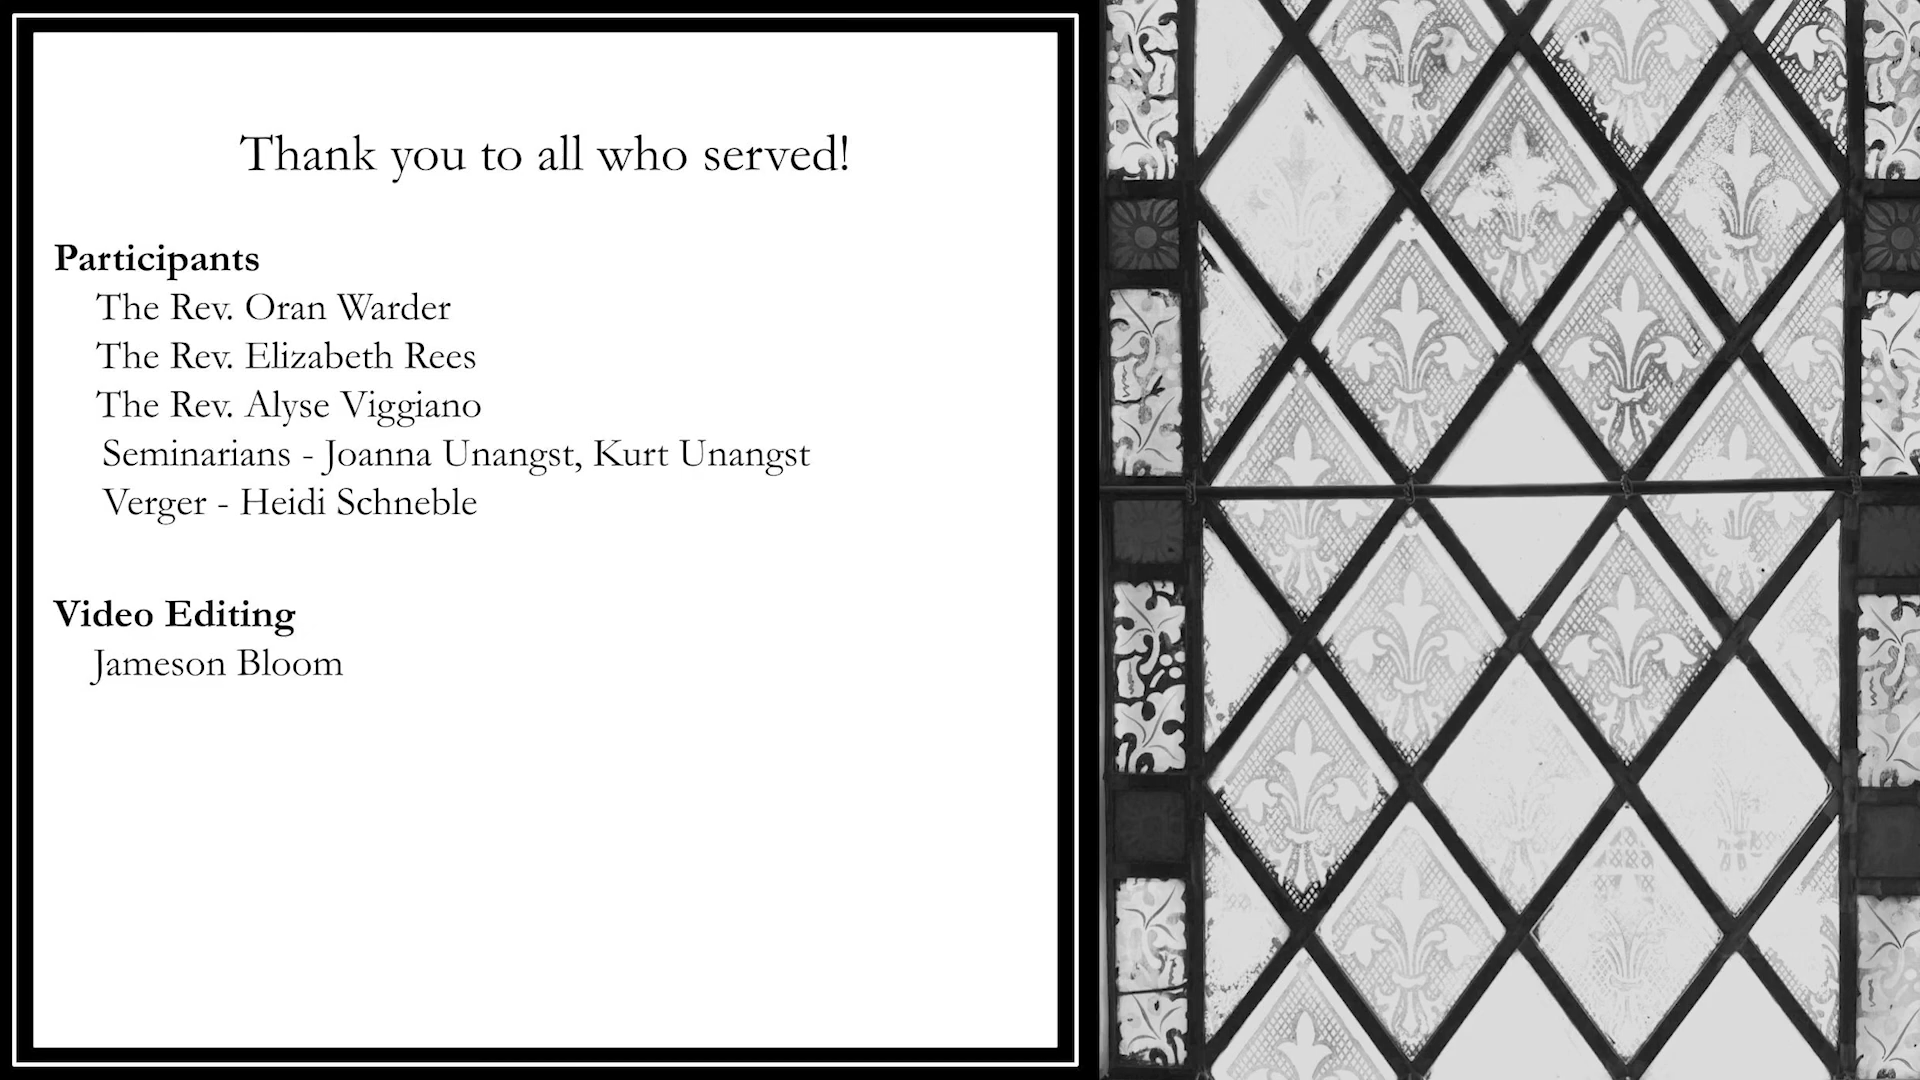 Thank you to all who served!
Participants
The Rev. Oran Warder
The Rev. Elizabeth Rees
The Rev. Alyse Viggiano
Seminarians - Joanna Unangst, Kurt Unangst
Verger - Heidi Schneble
Video Editing
Jameson Bloom